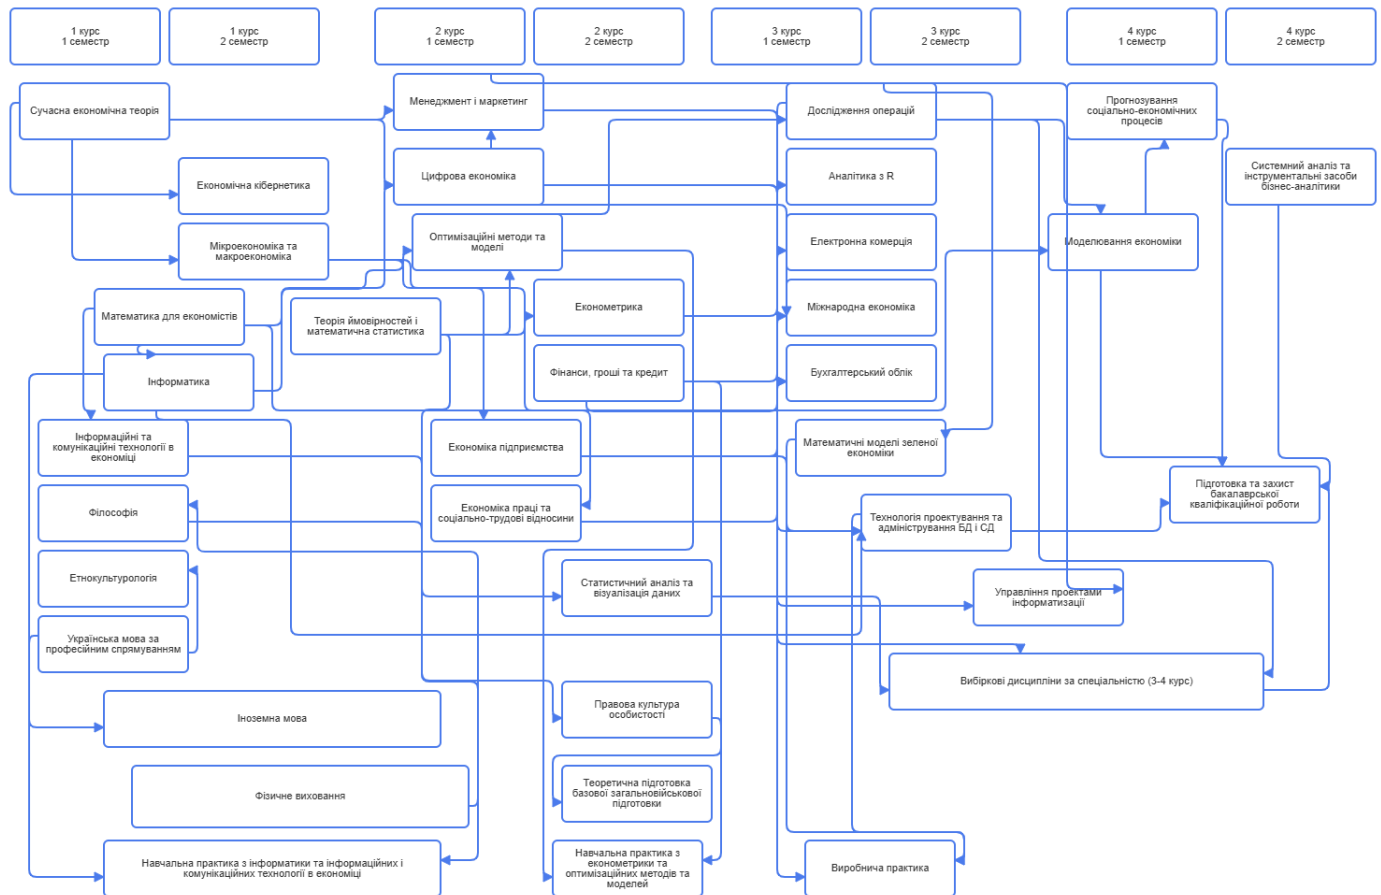 1 курс
1 семестр
1 курс
2 семестр
2 курс
1 семестр
2 курс
2 семестр
3 курс
1 семестр
3 курс
2 семестр
4 курс
1 семестр
4 курс
2 семестр
Сучасна економічна теорія
Менеджмент і маркетинг
Дослідження операцій
Прогнозування
соціально-економічних
процесів
Економічна кібернетика
Цифрова економіка
Аналітика з R
Системний аналіз та
інструментальні засоби
бізнес-аналітики
Мікроекономіка та
макроекономіка
Оптимізаційні методи та
моделі
Електронна комерція
Моделювання економіки
Математика для економістів
Теорія ймовірностей і
математична статистика
Економетрика
Міжнародна економіка
Інформатика
Фінанси, гроші та кредит
Бухгалтерський облік
Інформаційні та
комунікаційні технології в
економіці
Економіка підприємства
Математичні моделі зеленої
економіки
Філософія
Економіка праці та
соціально-трудові відносини
Технологія проектування та
адміністрування БД і СД
Підготовка та захист
бакалаврської
кваліфікаційної роботи
Етнокультурологія
Статистичний аналіз та
візуалізація даних
Управління проектами
інформатизації
Українська мова за
професійним спрямуванням
Вибіркові дисципліни за спеціальністю (3-4 курс)
Іноземна мова
Правова культура
особистості
Фізичне виховання
Теоретична підготовка
базової загальновійськової
підготовки
Навчальна практика з інформатики та інформаційних і
комунікаційних технології в економіці
Навчальна практика з
економетрики та
оптимізаційних методів та
моделей
Виробнича практика